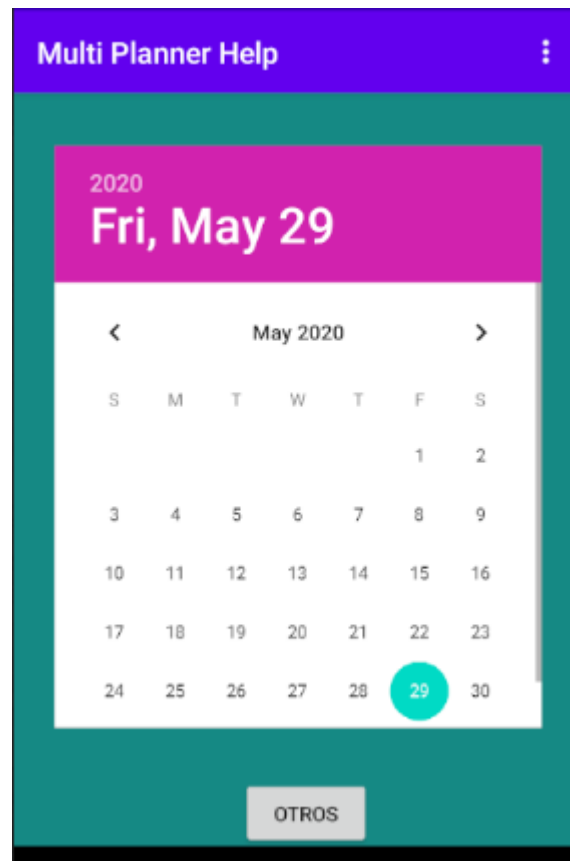 Multi Planner Help
2020
Fri, May 29
May 2020
S M T W T F S
1 2
3 4 5 6 7 8 9
10 11 12 13 14 15 16
17 18 19 20 21 22 23
24 25 26 27 28 29 30
OTROS